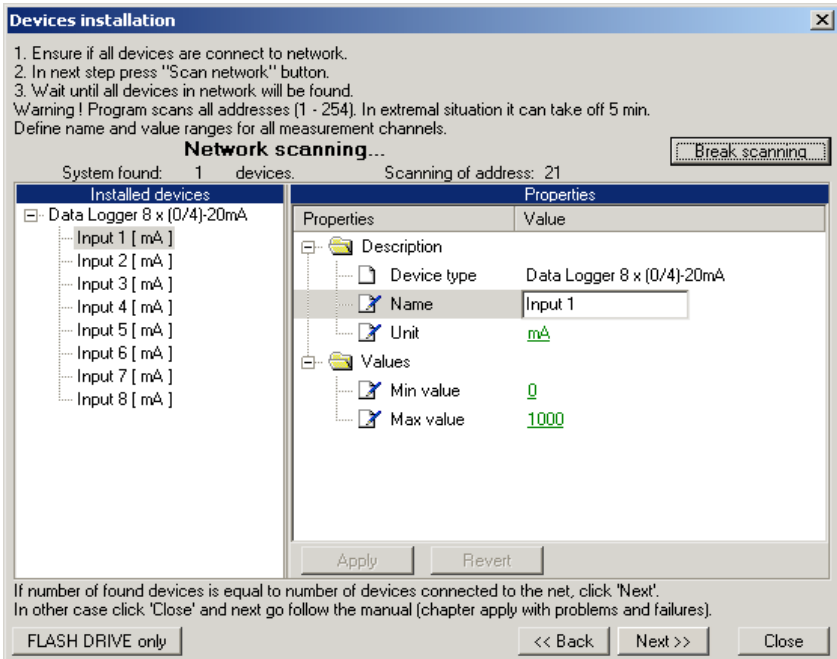 Devices installation
1. Ensure if all devices are connect to network.
2. In next step press "Scan network" button.
3. Wait until all devices in network will be found.
Warning ! Program scans all addresses (1 - 254). In extremal situation it can take off 5 min.
Define name and value ranges for all measurement channels.
Network scanning...
Break scanning
System found: 1 devices. Scanning of address: 21
Installed devices
Data Logger 8 x (0/4)-20mA
Input 1 [ mA ]
Input 2 [ mA ]
Input 3 [ mA ]
Input 4 [ mA ]
Input 5 [ mA ]
Input 6 [ mA ]
Input 7 [ mA ]
Input 8 [ mA ]
Properties
Properties Value
Description
Device type Data Logger 8 x (0/4)-20mA
Name Input 1
Unit mA
Values
Min value 0
Max value 1000
Apply Revert
If number of found devices is equal to number of devices connected to the net, click 'Next'.
In other case click 'Close' and next go follow the manual (chapter apply with problems and failures).
FLASH DRIVE only << Back Next >> Close